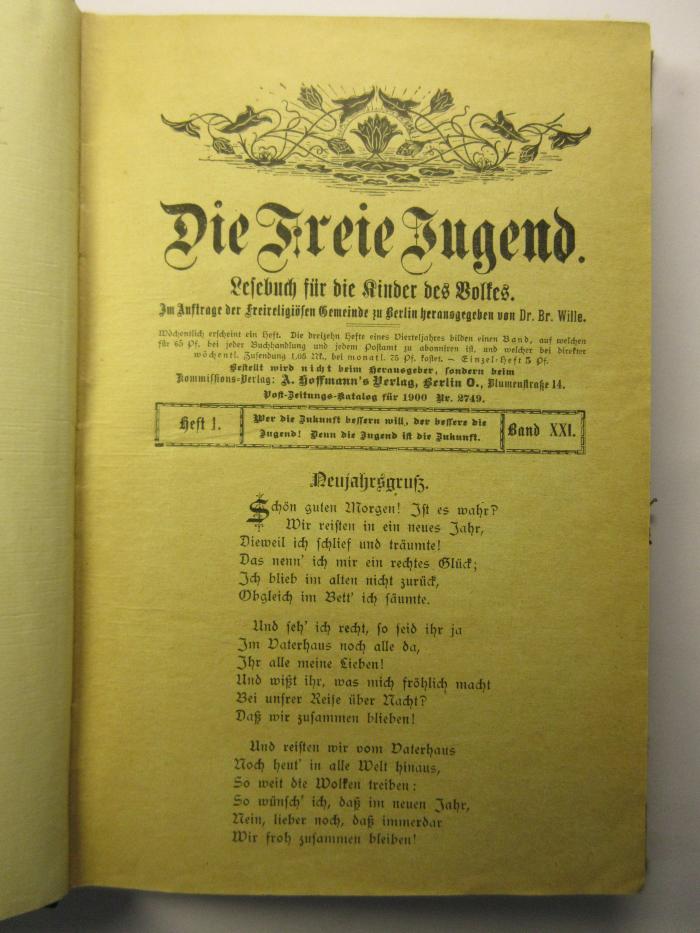 Die Freie Jugend.
Lesebuch für die Kinder des Volkes.
Im Auftrage der Freireligiösen Gemeinde zu Berlin herausgegeben von Dr. Br. Wille.
Wöchentlich erscheint ein Heft. Die dreizehn Hefte eines Vierteljahres bilden einen Band, auf welchen
für 65 Pf. bei jeder Buchhandlung und jedem Postamt zu abonniren ist, und welcher bei direkter
wöchentl. Zusendung 1,05 Mk., bei monatl. 75 Pf. kostet. — Einzel-Heft 5 Pf.
Bestellt wird nicht beim Herausgeber, sondern beim
Kommissions-Verlag: A. Hoffmann's Verlag, Berlin O., Blumenstraße 14.
Post-Zeitungs-Katalog für 1900 Nr. 2749.
Heft 1.
Wer die Zukunft bessern will, der bessere die
Jugend! Denn die Jugend ist die Zukunft.
Band XXI.
Neujahrsgruß.
Schön guten Morgen! Ist es wahr?
Wir reisten in ein neues Jahr,
Dieweil ich schlief und träumte!
Das nenn' ich mir ein rechtes Glück;
Ich blieb im alten nicht zurück,
Obgleich im Bett' ich säumte.
Und seh' ich recht, so seid ihr ja
Im Vaterhaus noch alle da,
Ihr alle meine Lieben!
Und wißt ihr, was mich fröhlich macht
Bei unsrer Reise über Nacht?
Daß wir zusammen blieben!
Und reisten wir vom Vaterhaus
Noch heut' in alle Welt hinaus,
So weit die Wolken treiben:
So wünsch' ich, daß im neuen Jahr,
Nein, lieber noch, daß immerdar
Wir froh zusammen bleiben!